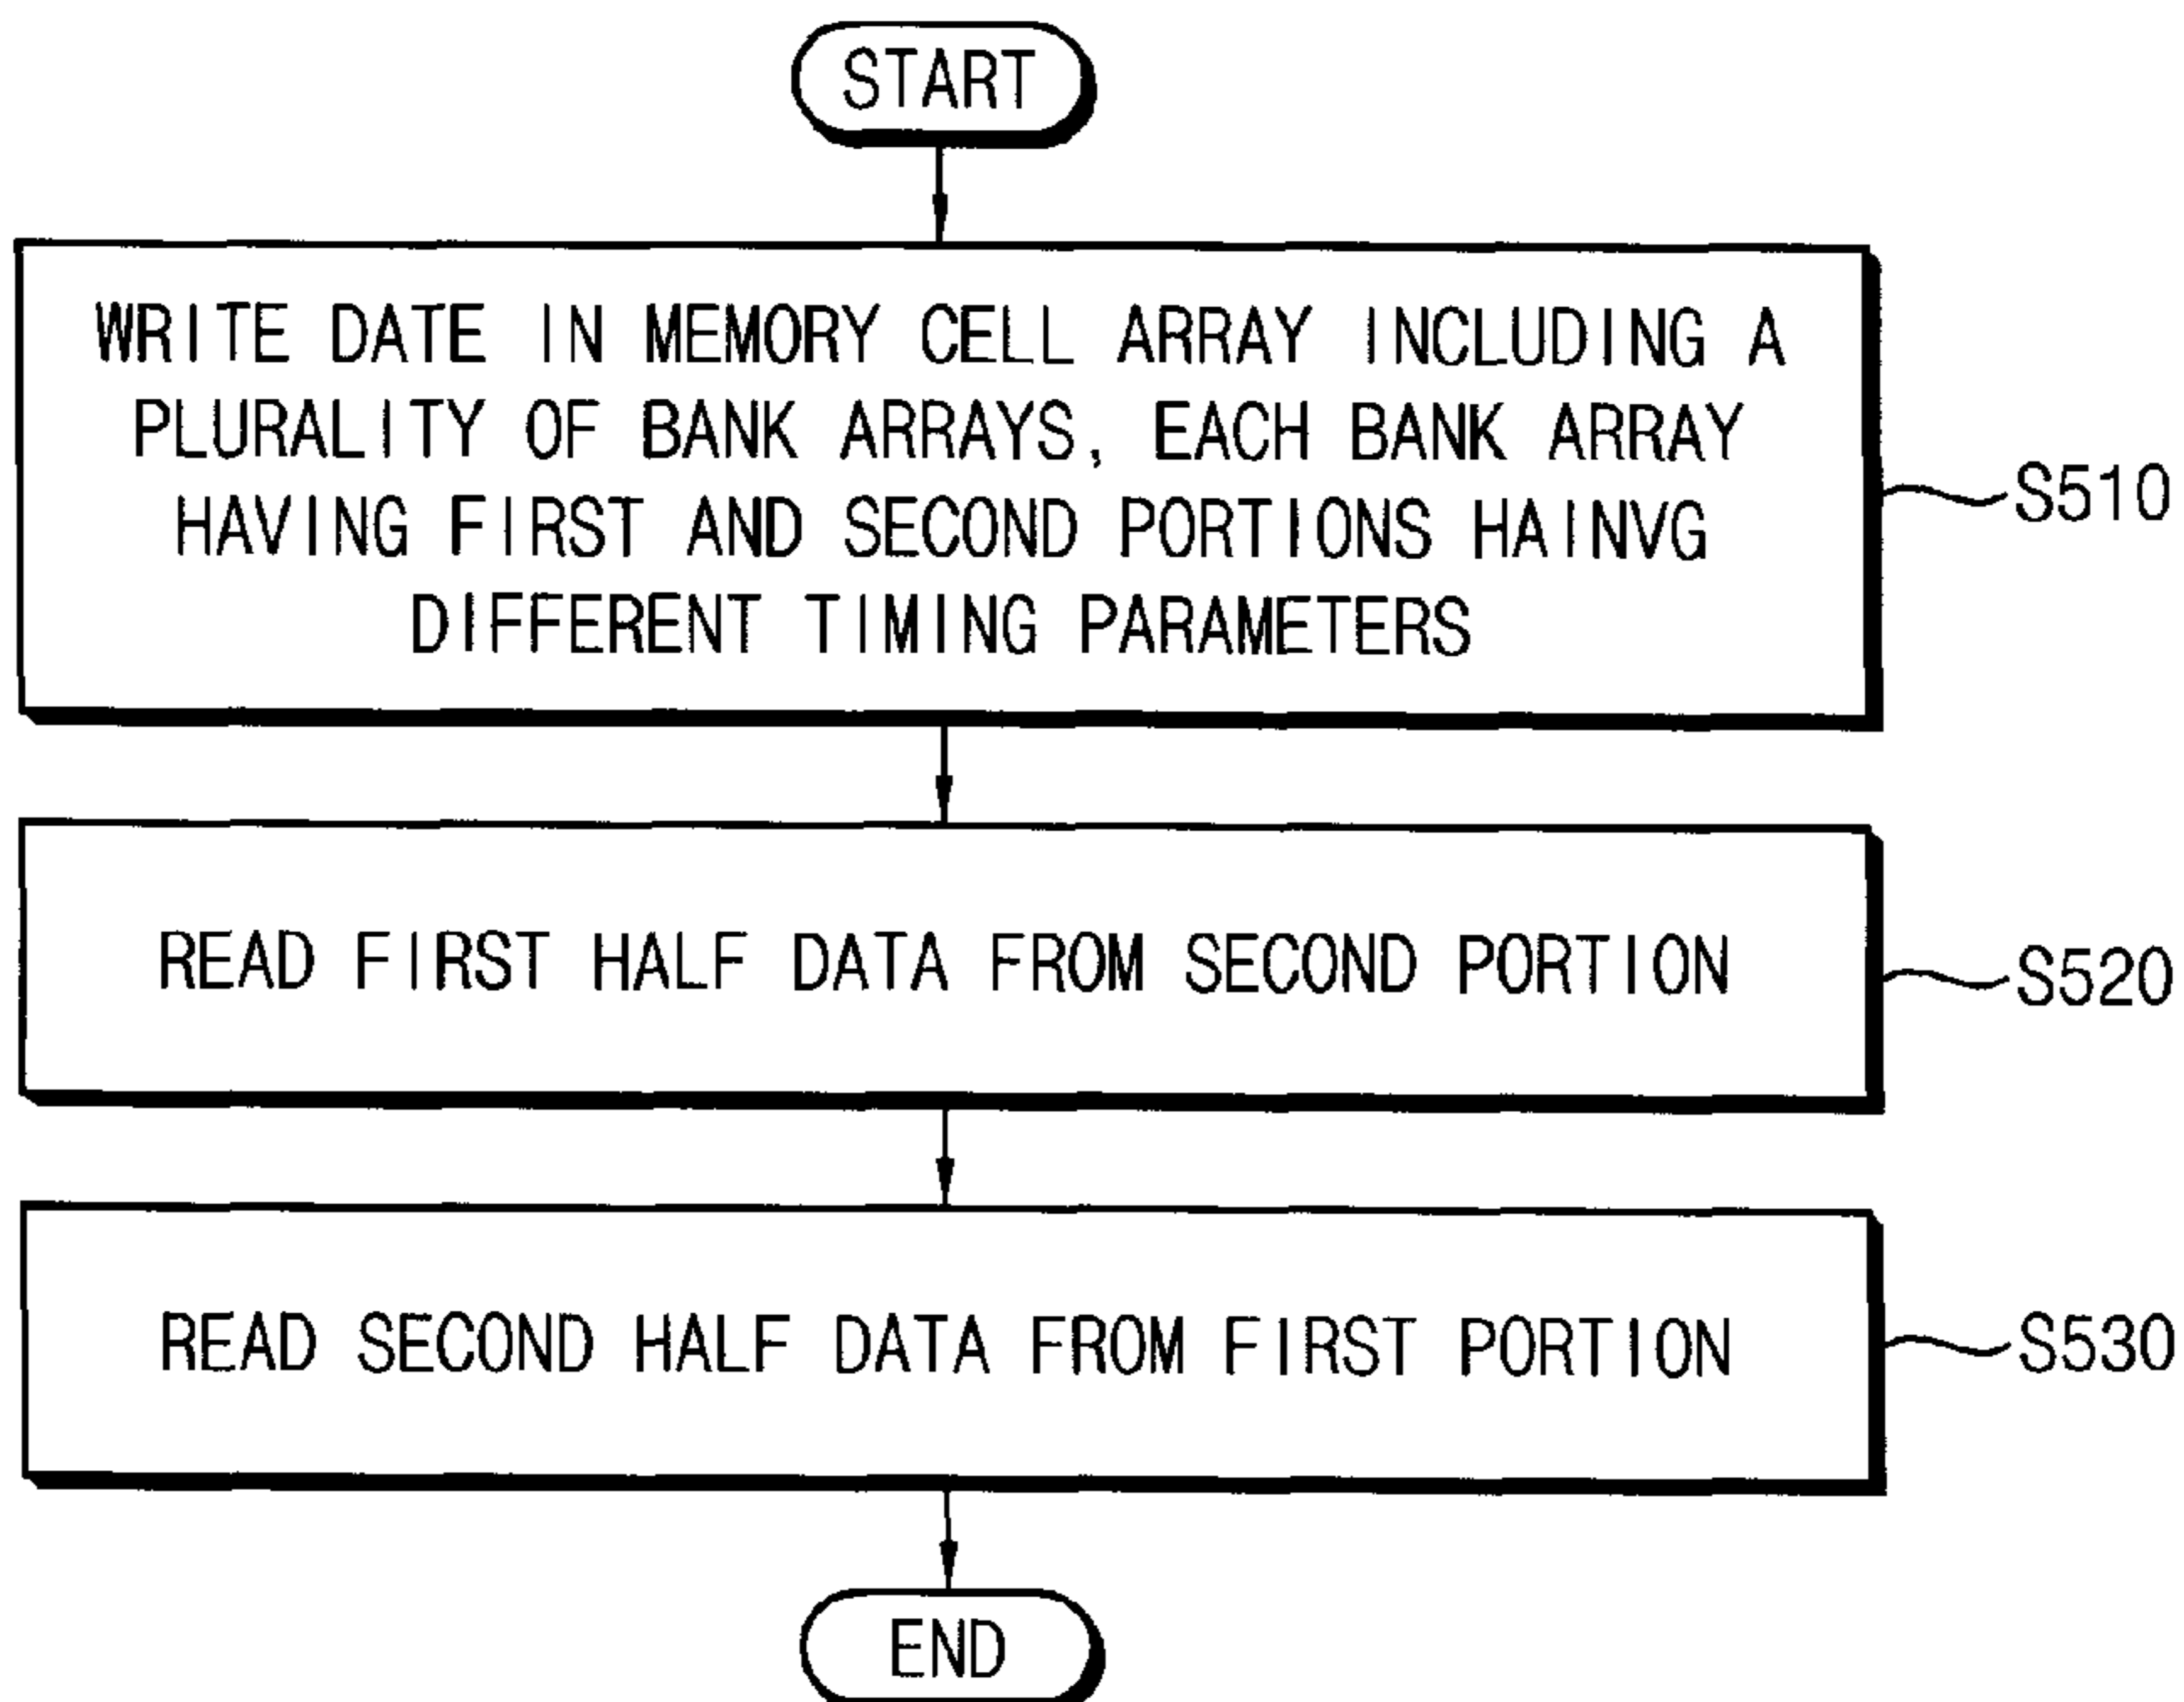 START
WRITE DATE IN MEMORY CELL ARRAY INCLUDING A
PLURALITY OF BANK ARRAYS, EACH BANK ARRAY
HAVING FIRST AND SECOND PORTIONS HAINVG
DIFFERENT TIMING PARAMETERS
S510
READ FIRST HALF DATA FROM SECOND PORTION
S520
READ SECOND HALF DATA FROM FIRST PORTION
S530
END